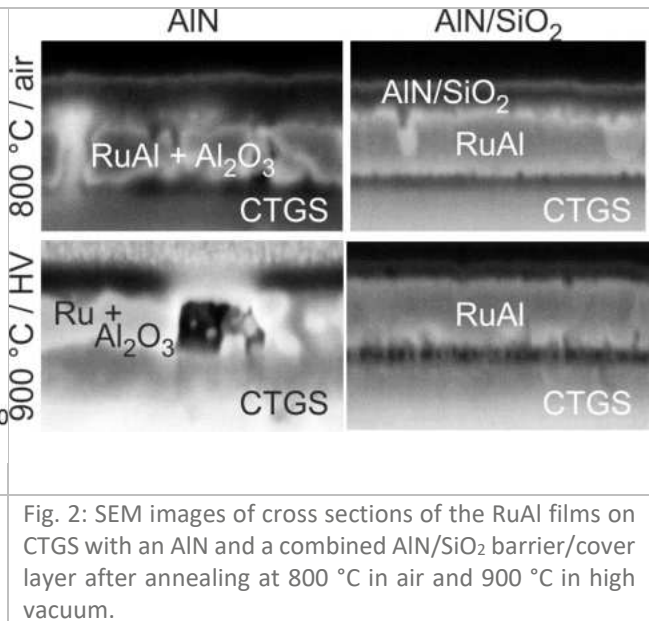 AlN AlN/SiO₂
800 °C / air
AlN/SiO₂
RuAl + Al₂O₃ RuAl
CTGS CTGS
900 °C / HV
Ru + Al₂O₃ RuAl
CTGS CTGS
Fig. 2: SEM images of cross sections of the RuAl films on
CTGS with an AlN and a combined AlN/SiO₂ barrier/cover
layer after annealing at 800 °C in air and 900 °C in high
vacuum.